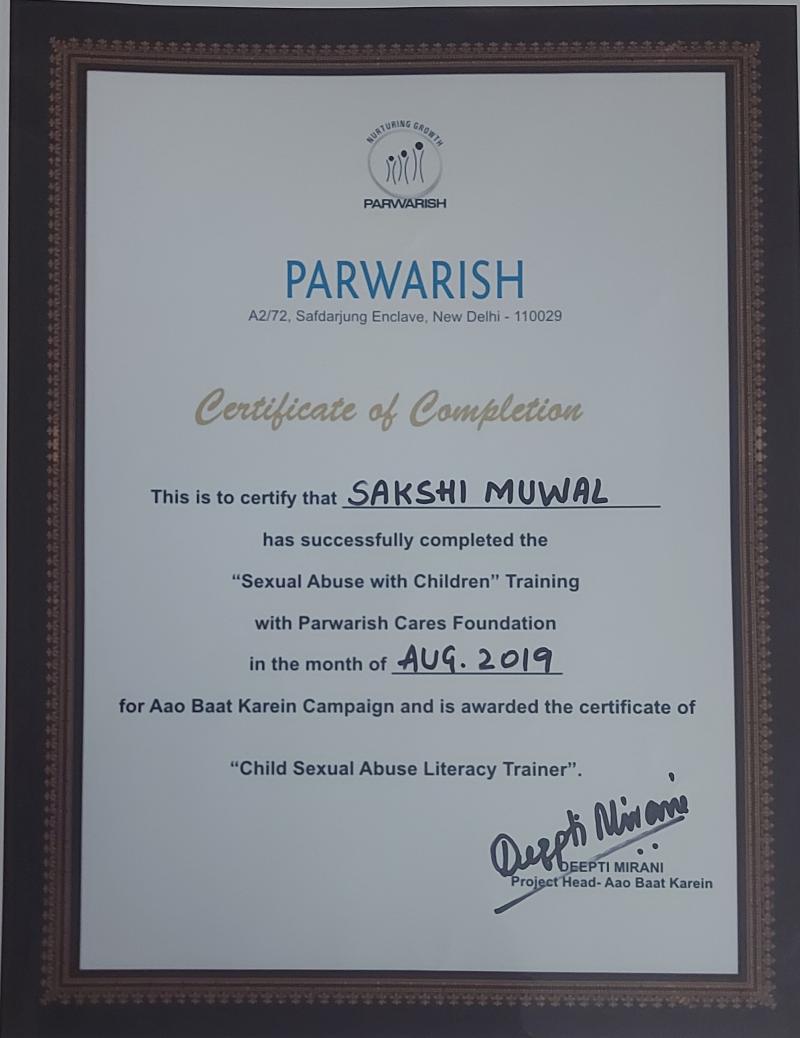 NURTURING GROWTH
PARWARISH
PARWARISH
A2/72, Safdarjung Enclave, New Delhi - 110029
Certificate of Completion
This is to certify that SAKSHI MUWAL
has successfully completed the
“Sexual Abuse with Children” Training
with Parwarish Cares Foundation
in the month of AUG. 2019
for Aao Baat Karein Campaign and is awarded the certificate of
“Child Sexual Abuse Literacy Trainer”.
Deepti Mirani
DEEPTI MIRANI
Project Head- Aao Baat Karein